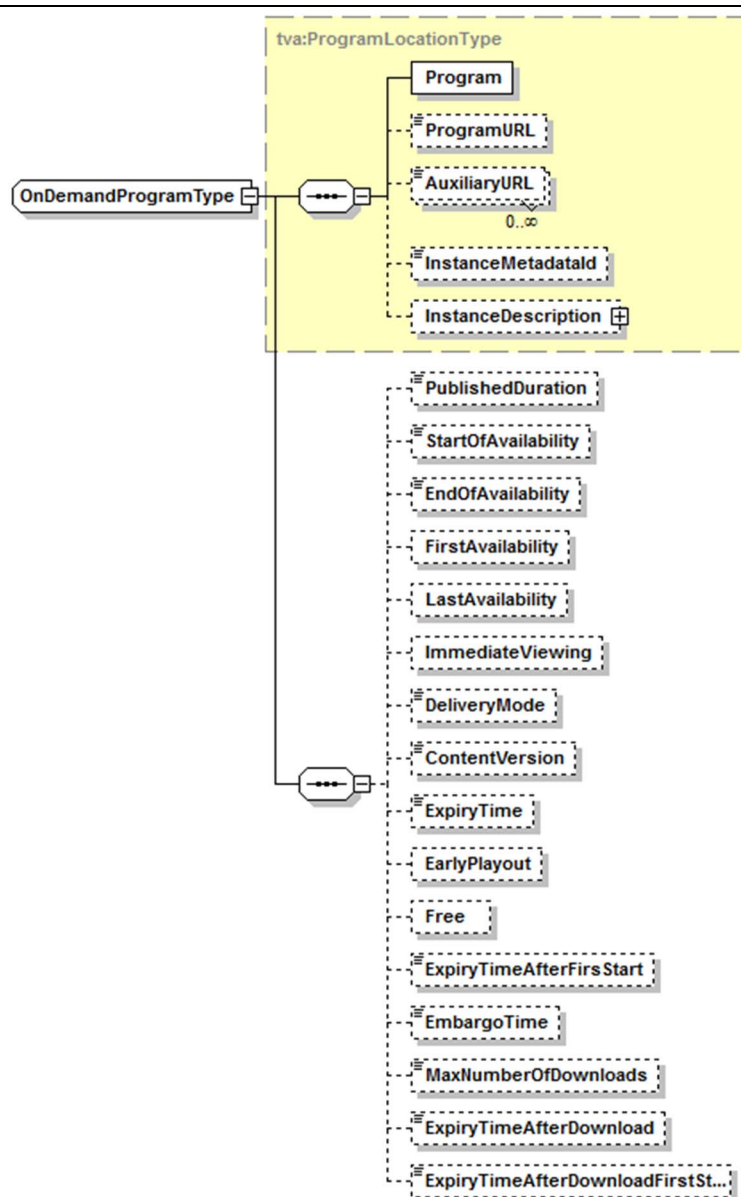 tva:ProgramLocationType
Program
ProgramURL
AuxiliaryURL
0..∞
OnDemandProgramType
InstanceMetadataId
InstanceDescription
PublishedDuration
StartOfAvailability
EndOfAvailability
FirstAvailability
LastAvailability
ImmediateViewing
DeliveryMode
ContentVersion
ExpiryTime
EarlyPlayout
Free
ExpiryTimeAfterFirsStart
EmbargoTime
MaxNumberOfDownloads
ExpiryTimeAfterDownload
ExpiryTimeAfterDownloadFirstSt...